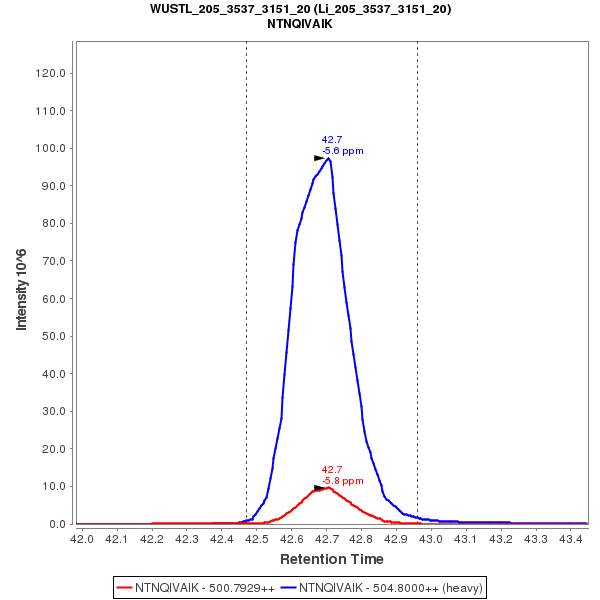 WUSTL_205_3537_3151_20 (Li_205_3537_3151_20)
NTNQIVAIK
Intensity 10^6
120.0
110.0
100.0
90.0
80.0
70.0
60.0
50.0
40.0
30.0
20.0
10.0
0.0
42.7
-5.6 ppm
42.7
-5.8 ppm
42.0 42.1 42.2 42.3 42.4 42.5 42.6 42.7 42.8 42.9 43.0 43.1 43.2 43.3 43.4
Retention Time
NTNQIVAIK - 500.7929++ NTNQIVAIK - 504.8000++ (heavy)